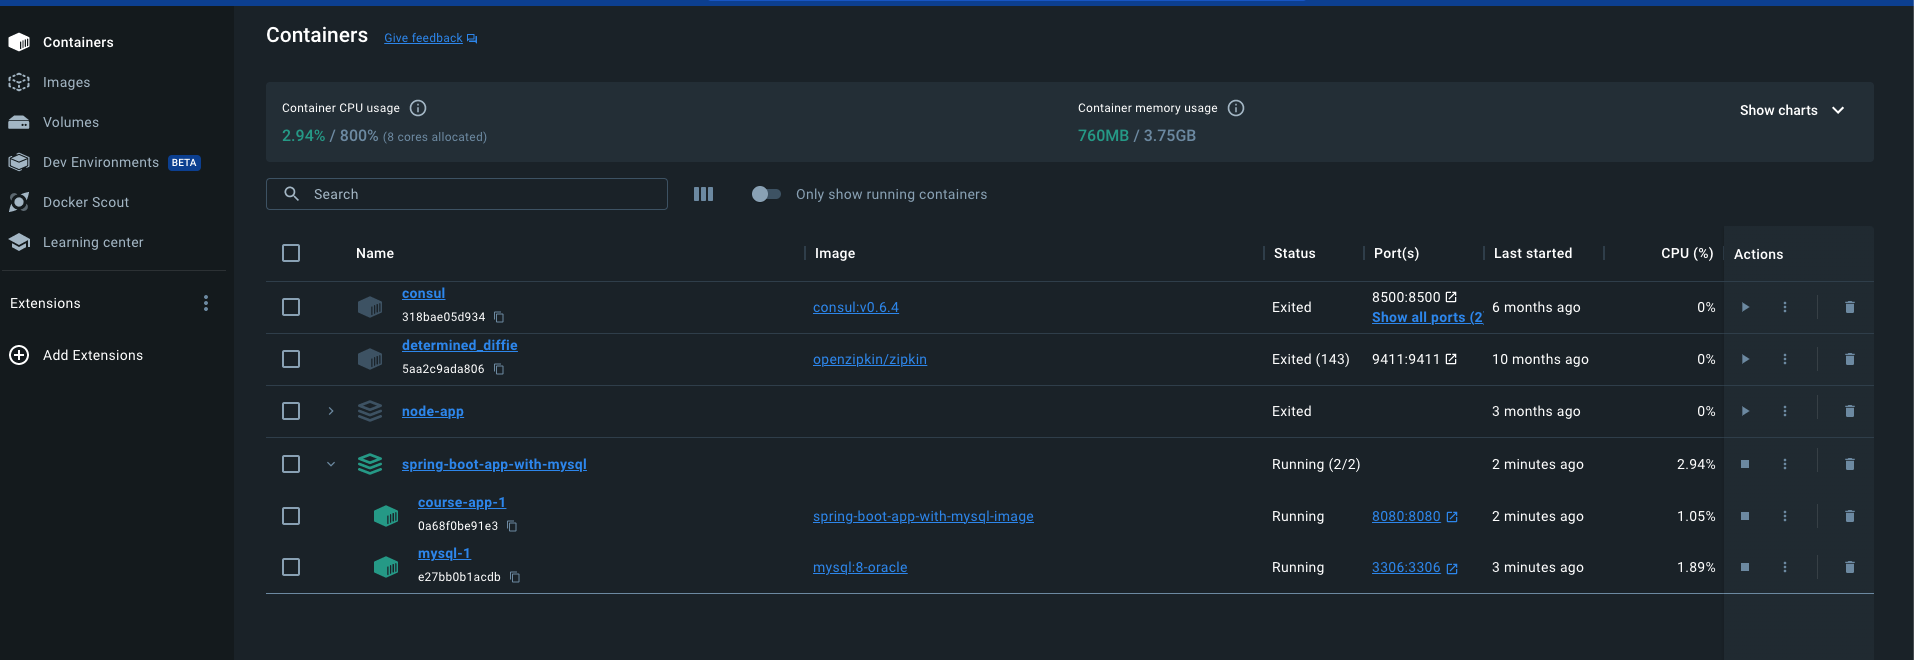 Containers
Images
Volumes
Dev Environments BETA
Docker Scout
Learning center
Extensions
Add Extensions
Containers Give feedback
Container CPU usage
2.94% / 800% (8 cores allocated)
Container memory usage
760MB / 3.75GB
Show charts
Search
Only show running containers
Name Image Status Port(s) Last started CPU (%) Actions
consul
318bae05d934
consul:v0.6.4 Exited
8500:8500
Show all ports (2
6 months ago 0%
determined_diffie
5aa2c9ada806
openzipkin/zipkin Exited (143) 9411:9411 10 months ago 0%
node-app Exited 3 months ago 0%
spring-boot-app-with-mysql Running (2/2) 2 minutes ago 2.94%
course-app-1
0a68f0be91e3
spring-boot-app-with-mysql-image Running 8080:8080 2 minutes ago 1.05%
mysql-1
e27bb0b1acdb
mysql:8-oracle Running 3306:3306 3 minutes ago 1.89%